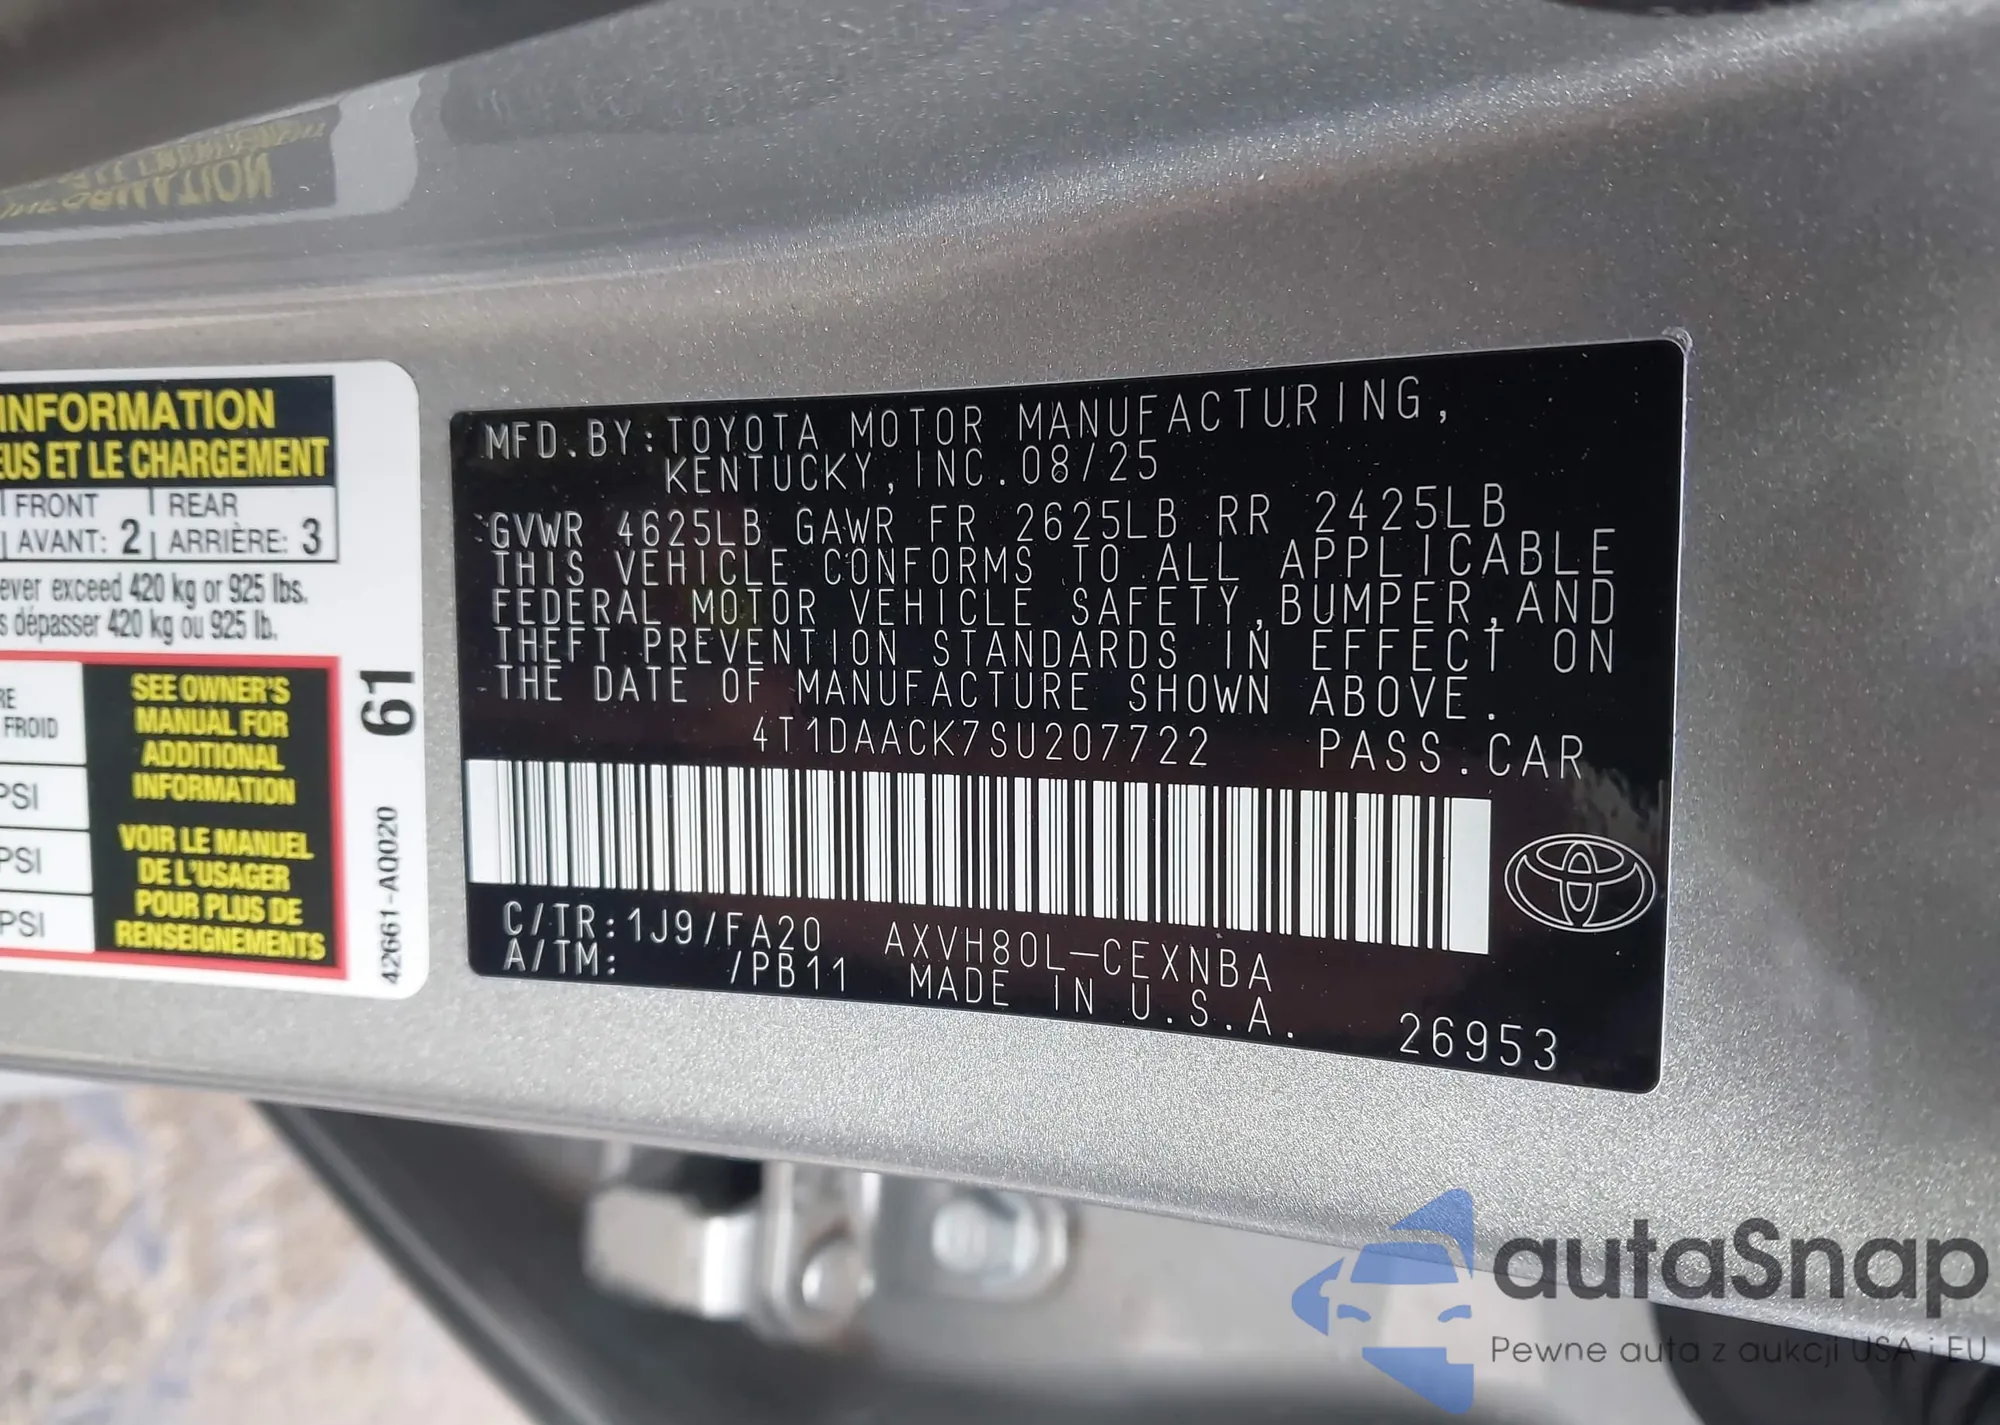 INFORMATION
EUS ET LE CHARGEMENT
FRONT REAR
AVANT: 2 ARRIÈRE: 3
ever exceed 420 kg or 925 lbs.
s dépasser 420 kg ou 925 lb.
RE
FROID
PSI
PSI
PSI
SEE OWNER'S
MANUAL FOR
ADDITIONAL
INFORMATION
VOIR LE MANUEL
DE L'USAGER
POUR PLUS DE
RENSEIGNEMENTS
61
42661-AQ020
MFD.BY:TOYOTA MOTOR MANUFACTURING,
KENTUCKY,INC.08/25
GVWR 4625LB GAWR FR 2625LB RR 2425LB
THIS VEHICLE CONFORMS TO ALL APPLICABLE
FEDERAL MOTOR VEHICLE SAFETY,BUMPER,AND
THEFT PREVENTION STANDARDS IN EFFECT ON
THE DATE OF MANUFACTURE SHOWN ABOVE.
4T1DAACK7SU207722 PASS.CAR
C/TR:1J9/FA20 AXVH80L-CEXNBA
A/TM: /PB11 MADE IN U.S.A.
26953
autaSnap
Pewne auta z aukcji USA i EU